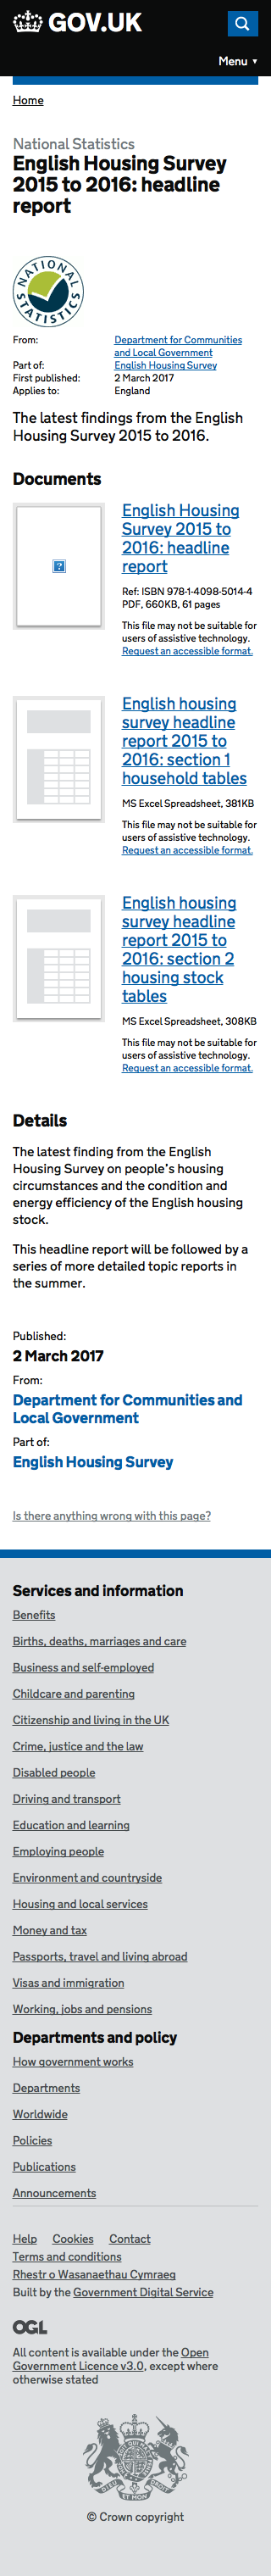 GOV.UK
Menu ▼
Home
National Statistics
English Housing Survey
2015 to 2016: headline
report
NATIONAL STATISTICS
From: Department for Communities
and Local Government
Part of: English Housing Survey
First published: 2 March 2017
Applies to: England
The latest findings from the English
Housing Survey 2015 to 2016.
Documents
English Housing
Survey 2015 to
2016: headline
report
Ref: ISBN 978-1-4098-5014-4
PDF, 660KB, 61 pages
This file may not be suitable for
users of assistive technology.
Request an accessible format.
English housing
survey headline
report 2015 to
2016: section 1
household tables
MS Excel Spreadsheet, 381KB
This file may not be suitable for
users of assistive technology.
Request an accessible format.
English housing
survey headline
report 2015 to
2016: section 2
housing stock
tables
MS Excel Spreadsheet, 308KB
This file may not be suitable for
users of assistive technology.
Request an accessible format.
Details
The latest finding from the English
Housing Survey on people's housing
circumstances and the condition and
energy efficiency of the English housing
stock.
This headline report will be followed by a
series of more detailed topic reports in
the summer.
Published:
2 March 2017
From:
Department for Communities and
Local Government
Part of:
English Housing Survey
Is there anything wrong with this page?
Services and information
Benefits
Births, deaths, marriages and care
Business and self-employed
Childcare and parenting
Citizenship and living in the UK
Crime, justice and the law
Disabled people
Driving and transport
Education and learning
Employing people
Environment and countryside
Housing and local services
Money and tax
Passports, travel and living abroad
Visas and immigration
Working, jobs and pensions
Departments and policy
How government works
Departments
Worldwide
Policies
Publications
Announcements
Help Cookies Contact
Terms and conditions
Rhestr o Wasanaethau Cymraeg
Built by the Government Digital Service
OGL
All content is available under the Open
Government Licence v3.0, except where
otherwise stated
© Crown copyright